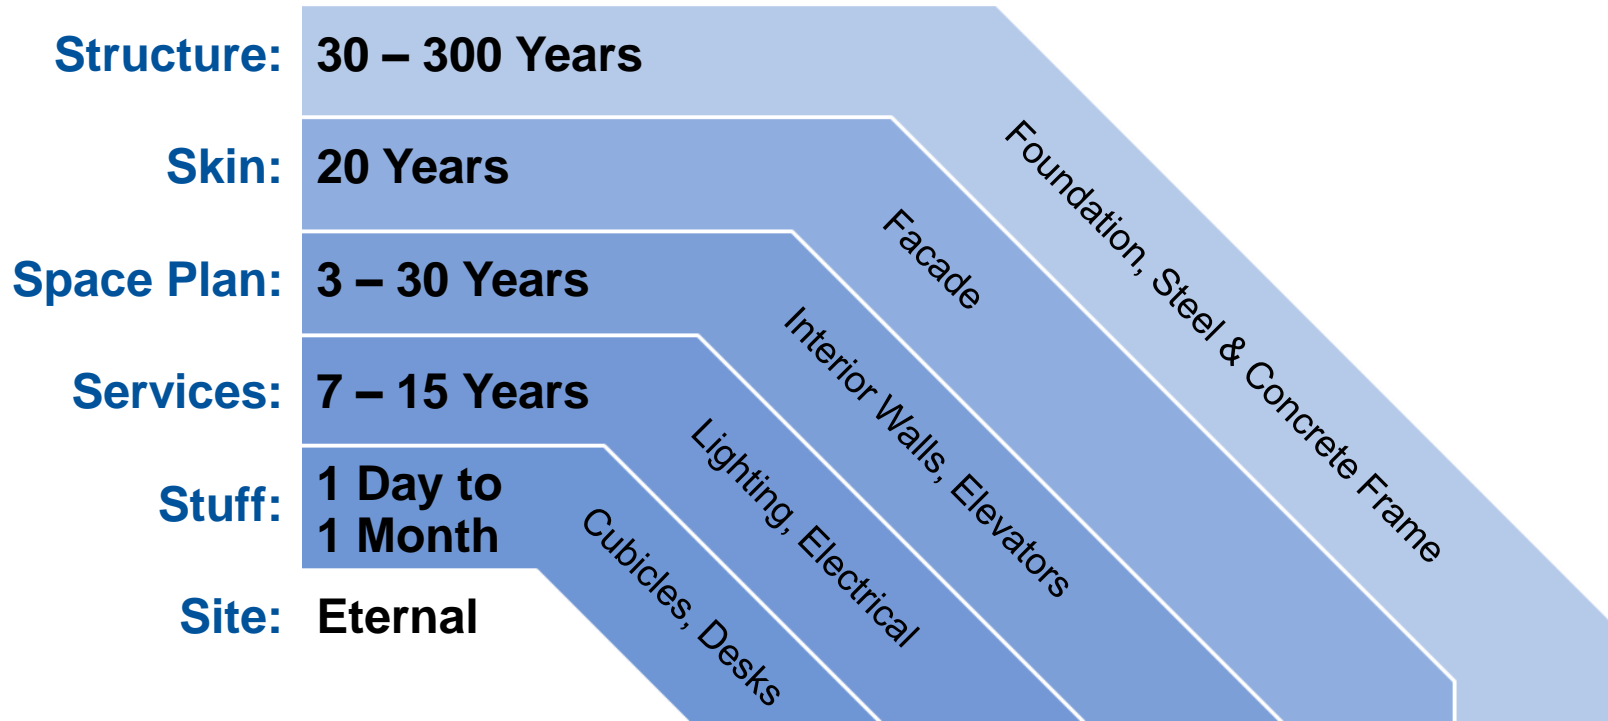 Structure: 30 – 300 Years
Foundation, Steel & Concrete Frame
Skin: 20 Years
Facade
Space Plan: 3 – 30 Years
Interior Walls, Elevators
Services: 7 – 15 Years
Lighting, Electrical
Stuff: 1 Day to
1 Month
Cubicles, Desks
Site: Eternal